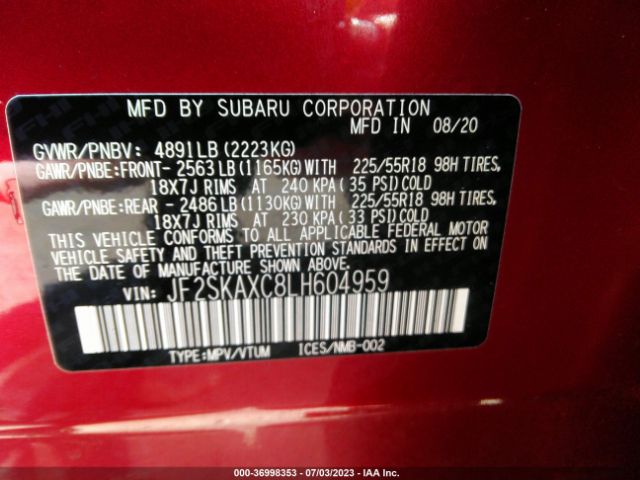 MFD BY SUBARU CORPORATION
MFD IN 08/20
GVWR/PNBV: 4891LB (2223KG)
GAWR/PNBE:FRONT- 2563LB (1165KG) WITH 225/55R18 98H TIRES,
18X7J RIMS AT 240 KPA (35 PSI) COLD
GAWR/PNBE:REAR - 2486LB (1130KG) WITH 225/55R18 98H TIRES,
18X7J RIMS AT 230 KPA (33 PSI) COLD
THIS VEHICLE CONFORMS TO ALL APPLICABLE FEDERAL MOTOR
VEHICLE SAFETY AND THEFT PREVENTION STANDARDS IN EFFECT ON
THE DATE OF MANUFACTURE SHOWN ABOVE.
VIN: JF2SKAXC8LH604959
TYPE:MPV/VTUM ICES/NMB-002
000-36998353 - 07/03/2023 - IAA Inc.